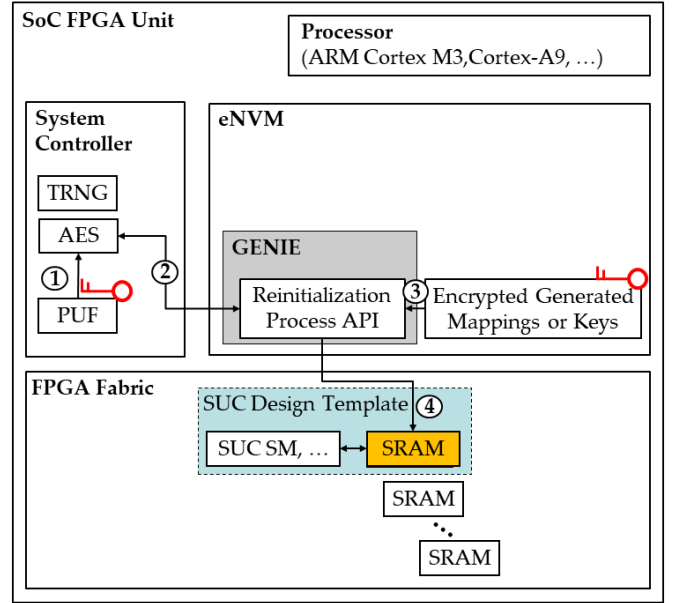 SoC FPGA Unit
Processor
(ARM Cortex M3,Cortex-A9, …)
System
Controller
TRNG
AES
①
②
PUF
eNVM
GENIE
Reinitialization
Process API
③
Encrypted Generated
Mappings or Keys
FPGA Fabric
SUC Design Template
④
SUC SM, …
SRAM
SRAM
SRAM